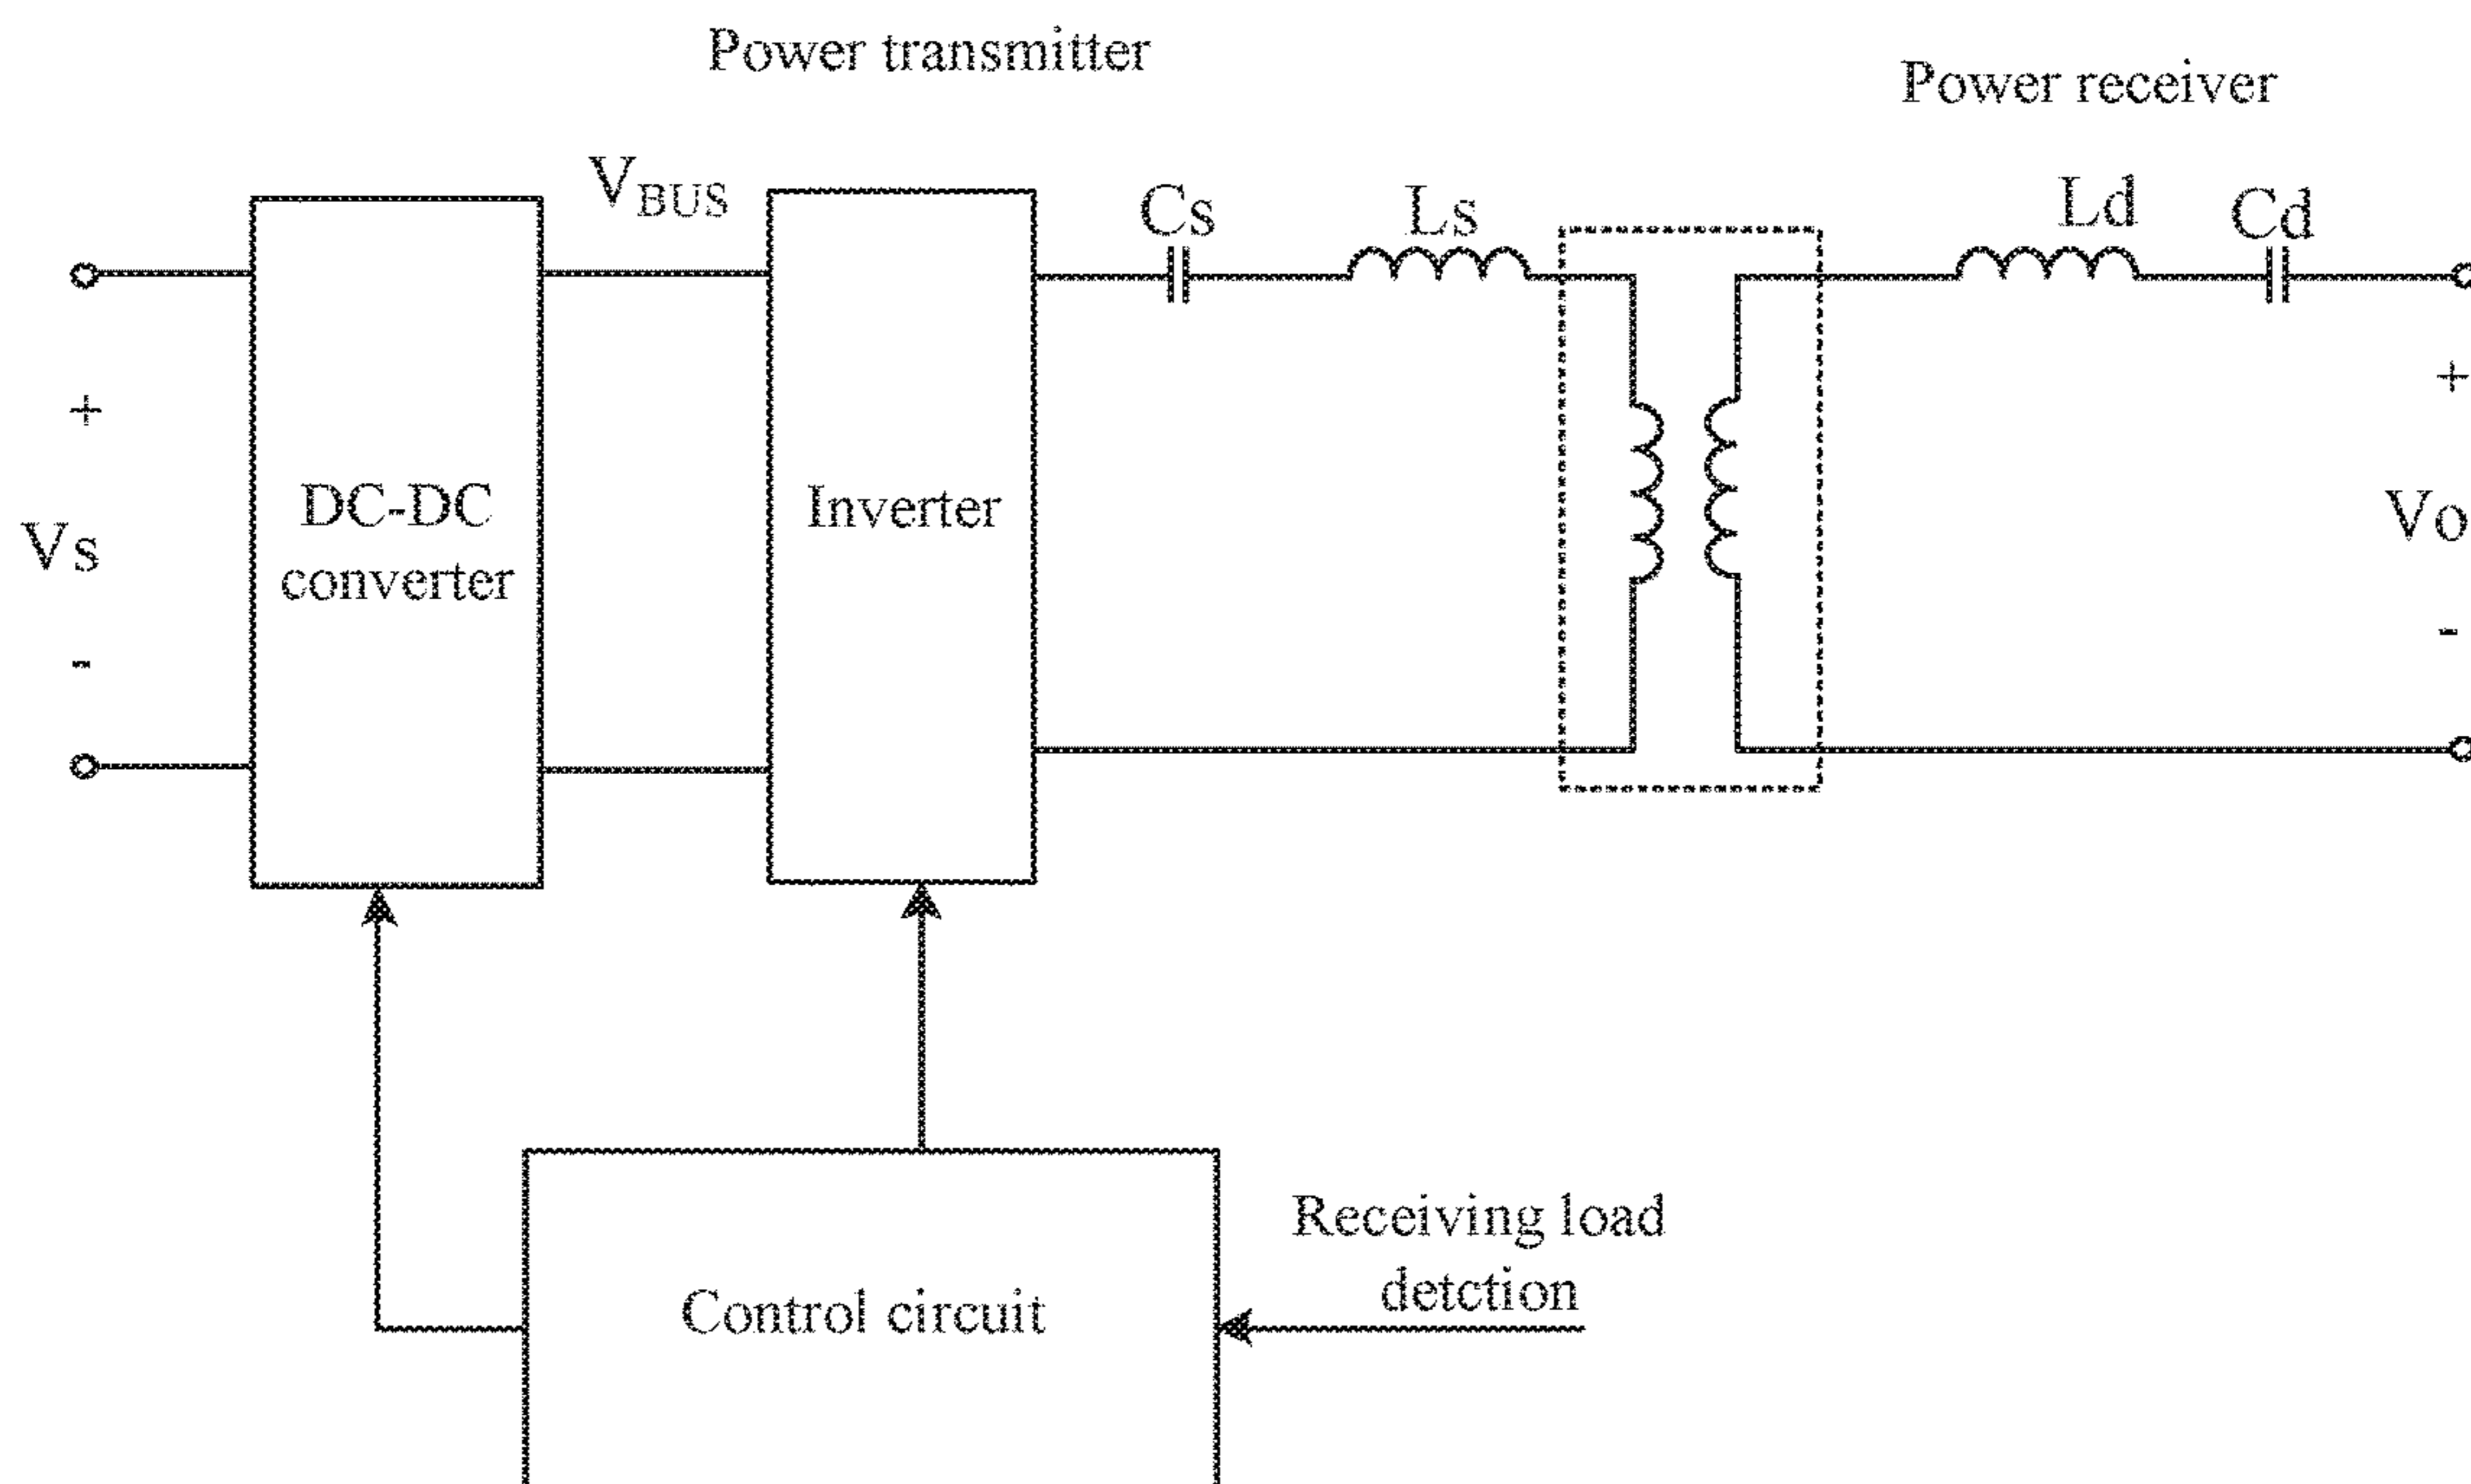 Power transmitter
Power receiver
V_BUS
Cs
Ls
Ld
Cd
+
+
DC-DC
converter
Inverter
Vs
Vo
-
-
Receiving load
detction
Control circuit